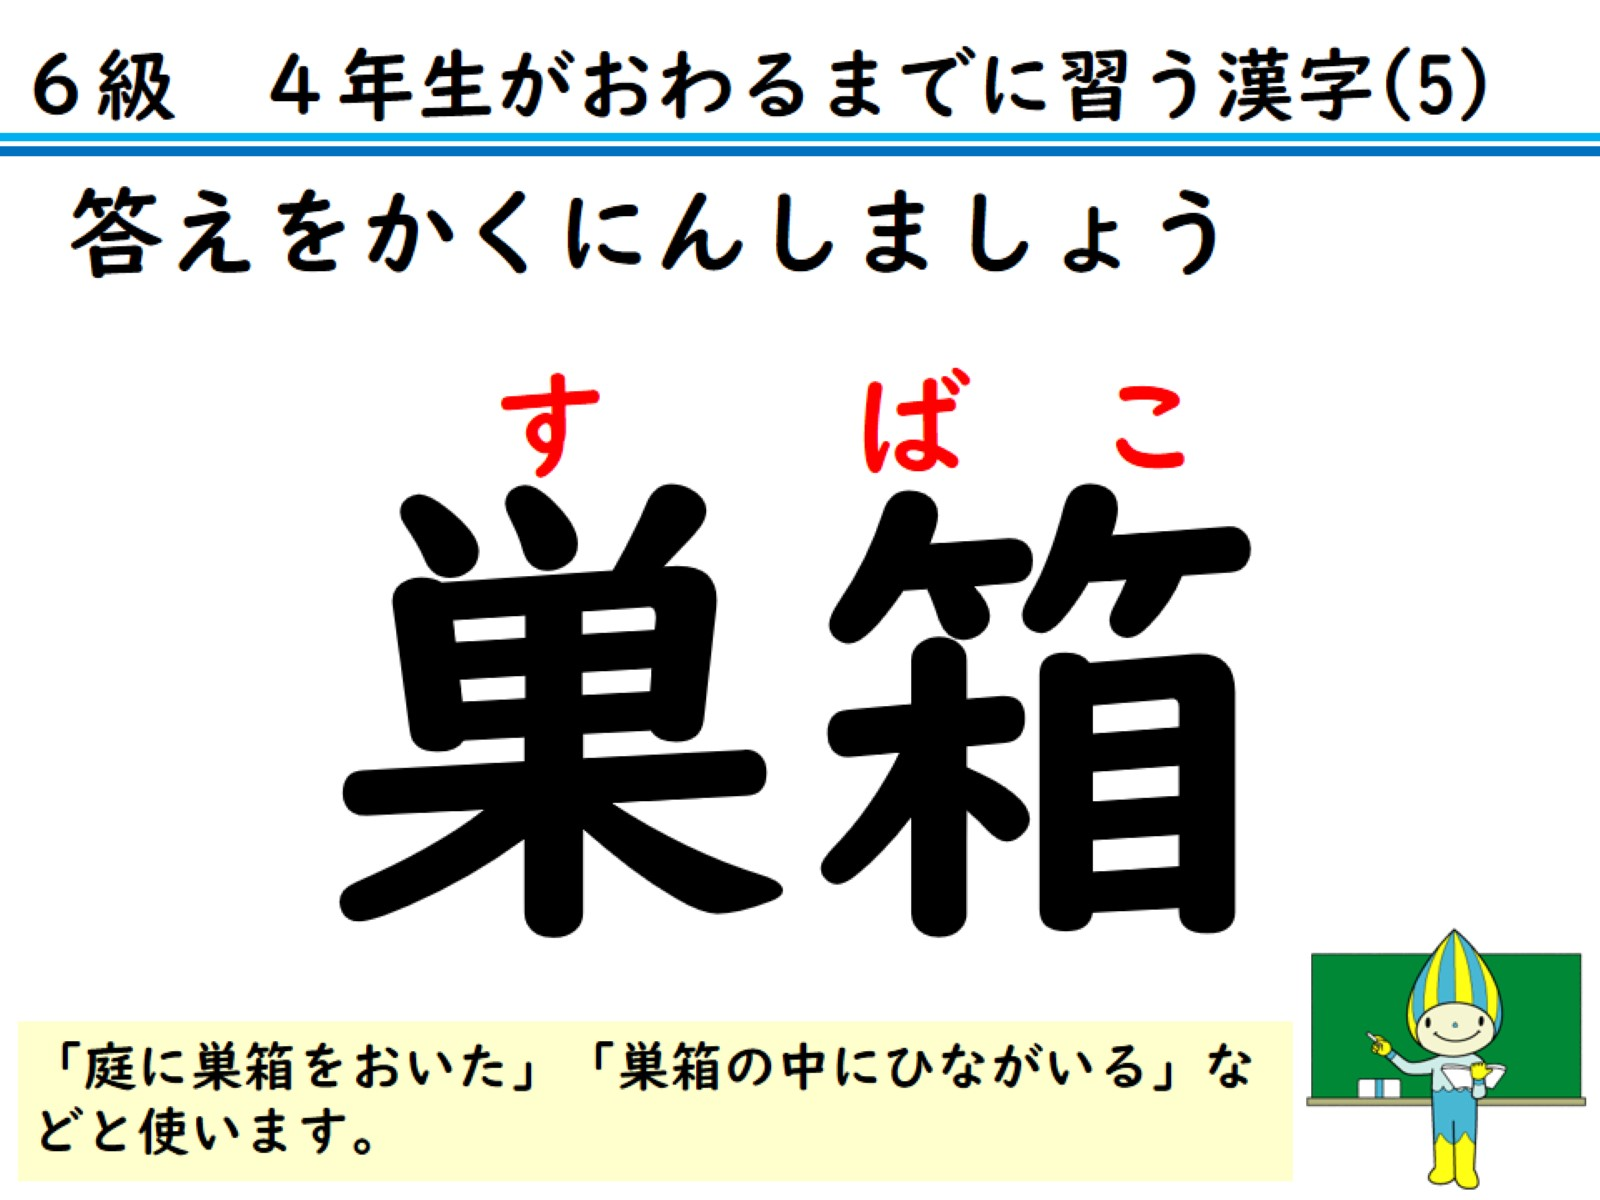 ６級　４年生がおわるまでに習う漢字(5)
答えをかくにんしましょう
す　ばこ
巣箱
「庭に巣箱をおいた」「巣箱の中にひながいる」な
どと使います。